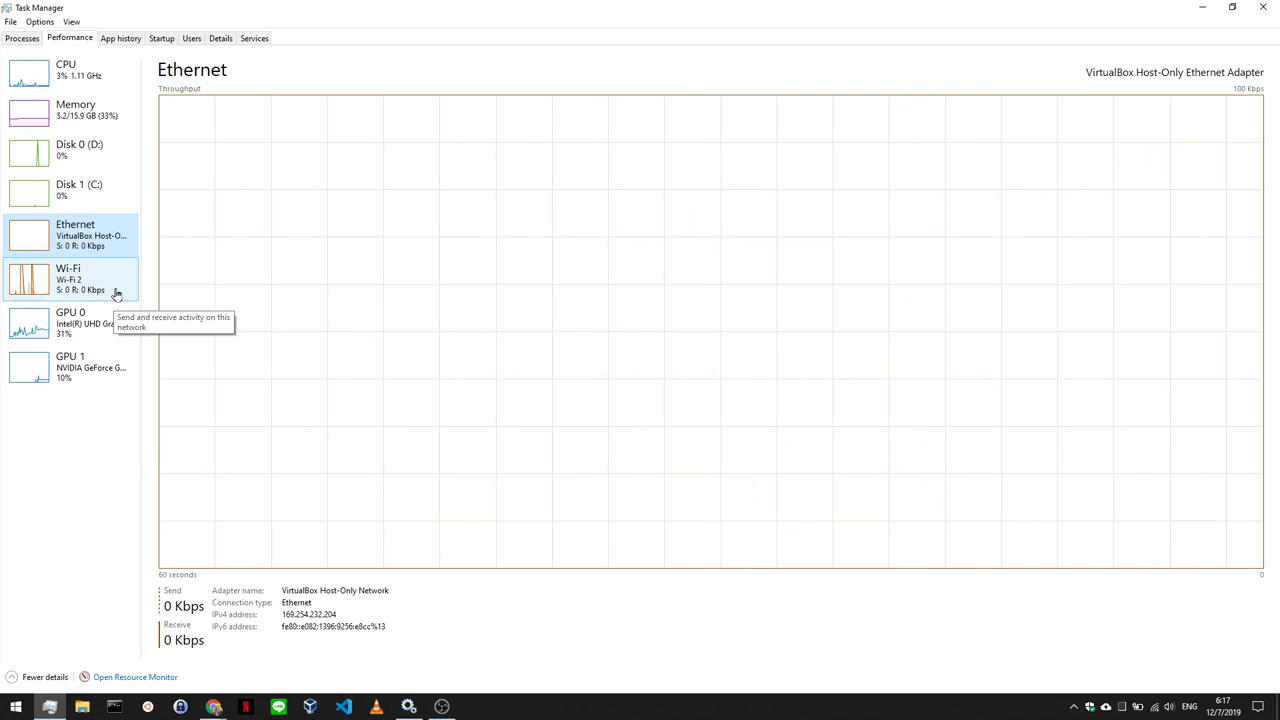 Task Manager
File Options View
Processes Performance App history Startup Users Details Services
CPU
3% 1.11 GHz
Memory
5.2/15.9 GB (33%)
Disk 0 (D:)
0%
Disk 1 (C:)
0%
Ethernet
VirtualBox Host-O...
S: 0 R: 0 Kbps
Wi-Fi
Wi-Fi 2
S: 0 R: 0 Kbps
GPU 0
Intel(R) UHD Gra
31%
GPU 1
NVIDIA GeForce G...
10%
Send and receive activity on this
network
Ethernet
VirtualBox Host-Only Ethernet Adapter
Throughput
100 Kbps
60 seconds
0
Send
0 Kbps
Receive
0 Kbps
Adapter name: VirtualBox Host-Only Network
Connection type: Ethernet
IPv4 address: 169.254.232.204
IPv6 address: fe80::e082:1396:9256:e8cc%13
Fewer details
Open Resource Monitor
N
LINE
ENG
6:17
12/7/2019